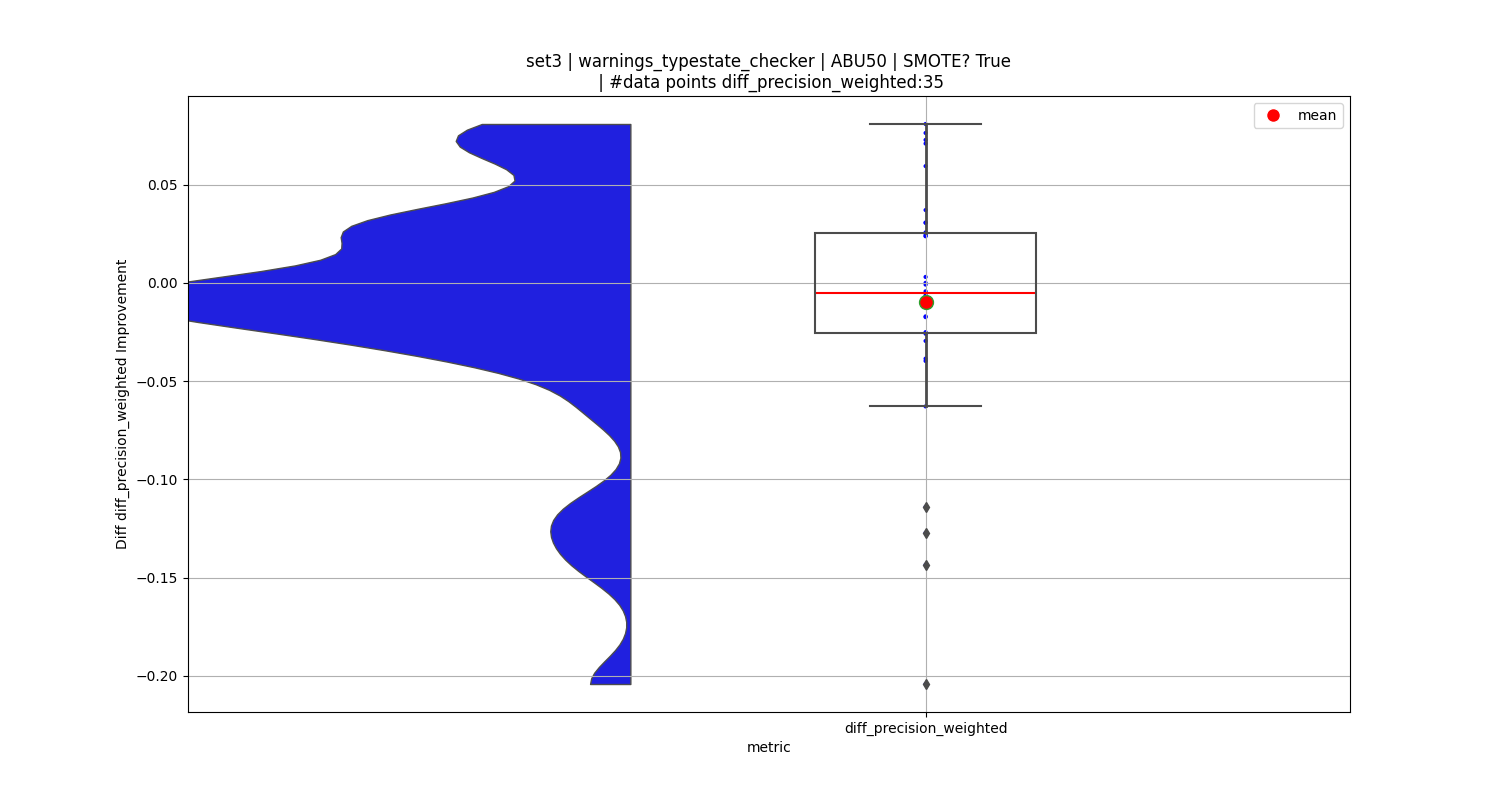 set3 | warnings_typestate_checker | ABU50 | SMOTE? True
| #data points diff_precision_weighted:35
mean
Diff diff_precision_weighted Improvement
0.05
0.00
−0.05
−0.10
−0.15
−0.20
diff_precision_weighted
metric